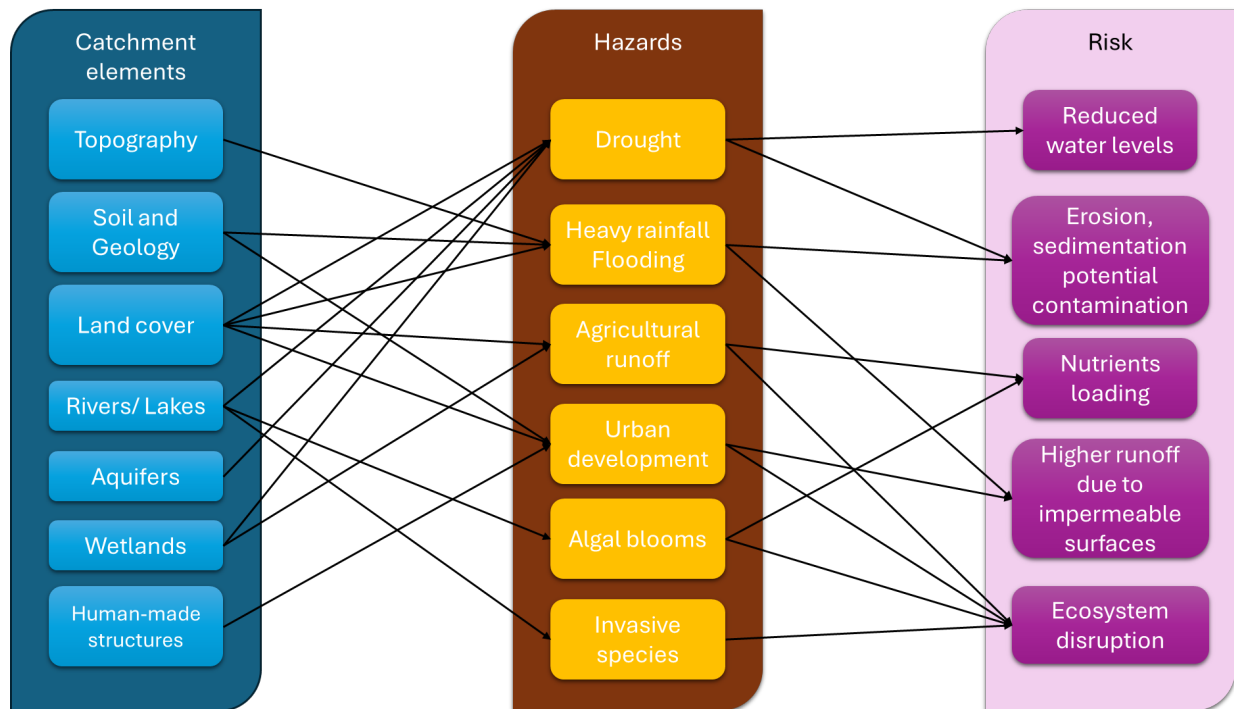 Catchment
elements
Topography
Soil and
Geology
Land cover
Rivers/ Lakes
Aquifers
Wetlands
Human-made
structures
Hazards
Drought
Heavy rainfall
Flooding
Agricultural
runoff
Urban
development
Algal blooms
Invasive
species
Risk
Reduced
water levels
Erosion,
sedimentation
potential
contamination
Nutrients
loading
Higher runoff
due to
impermeable
surfaces
Ecosystem
disruption